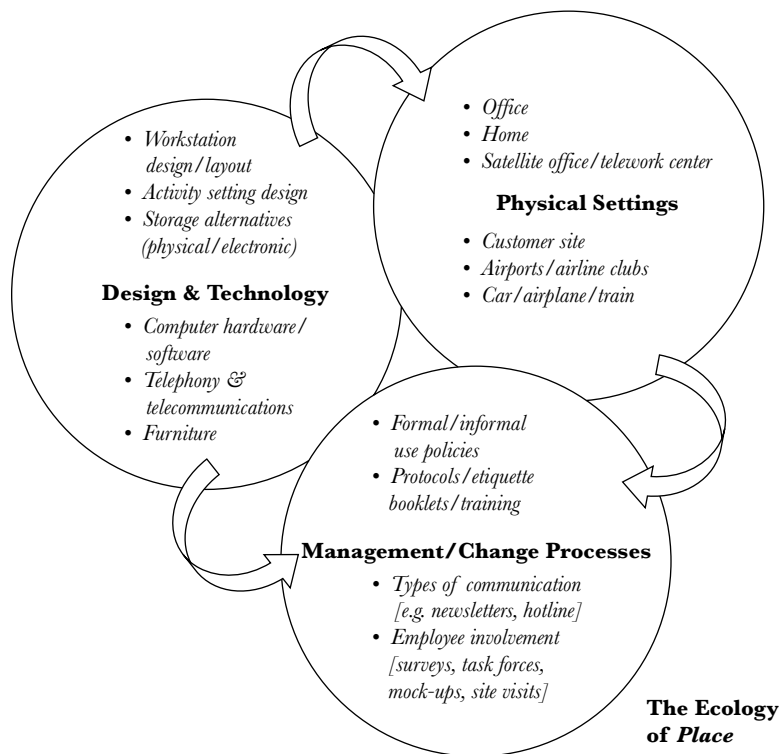 • Office
• Home
• Satellite office/telework center
Physical Settings
• Customer site
• Airports/airline clubs
• Car/airplane/train
• Workstation
design/layout
• Activity setting design
• Storage alternatives
(physical/electronic)
Design & Technology
• Computer hardware/
software
• Telephony &
telecommunications
• Furniture
• Formal/informal
use policies
• Protocols/etiquette
booklets/training
Management/Change Processes
• Types of communication
[e.g. newsletters, hotline]
• Employee involvement
[surveys, task forces,
mock-ups, site visits]
The Ecology
of Place